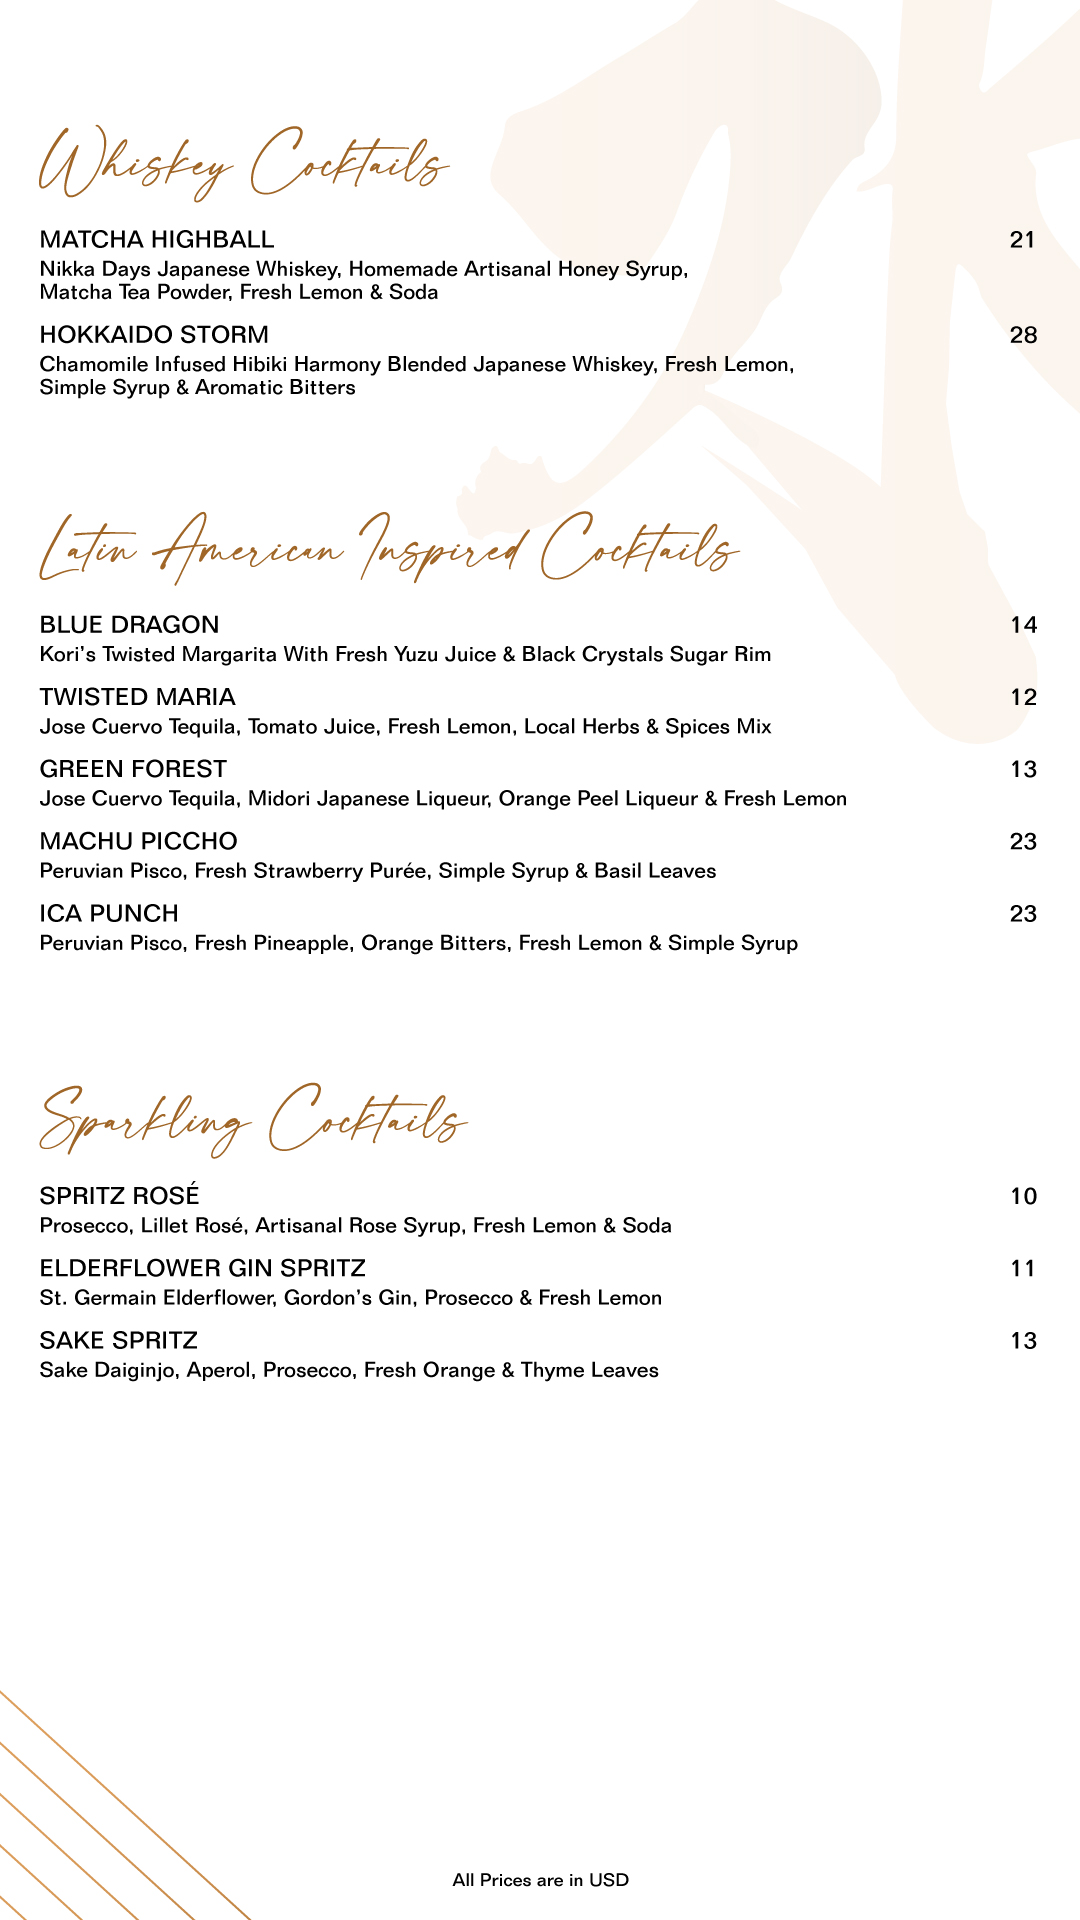 Whiskey Cocktails
MATCHA HIGHBALL 21
Nikka Days Japanese Whiskey, Homemade Artisanal Honey Syrup,
Matcha Tea Powder, Fresh Lemon & Soda
HOKKAIDO STORM 28
Chamomile Infused Hibiki Harmony Blended Japanese Whiskey, Fresh Lemon,
Simple Syrup & Aromatic Bitters
Latin American Inspired Cocktails
BLUE DRAGON 14
Kori's Twisted Margarita With Fresh Yuzu Juice & Black Crystals Sugar Rim
TWISTED MARIA 12
Jose Cuervo Tequila, Tomato Juice, Fresh Lemon, Local Herbs & Spices Mix
GREEN FOREST 13
Jose Cuervo Tequila, Midori Japanese Liqueur, Orange Peel Liqueur & Fresh Lemon
MACHU PICCHO 23
Peruvian Pisco, Fresh Strawberry Purée, Simple Syrup & Basil Leaves
ICA PUNCH 23
Peruvian Pisco, Fresh Pineapple, Orange Bitters, Fresh Lemon & Simple Syrup
Sparkling Cocktails
SPRITZ ROSÉ 10
Prosecco, Lillet Rosé, Artisanal Rose Syrup, Fresh Lemon & Soda
ELDERFLOWER GIN SPRITZ 11
St. Germain Elderflower, Gordon's Gin, Prosecco & Fresh Lemon
SAKE SPRITZ 13
Sake Daiginjo, Aperol, Prosecco, Fresh Orange & Thyme Leaves
All Prices are in USD